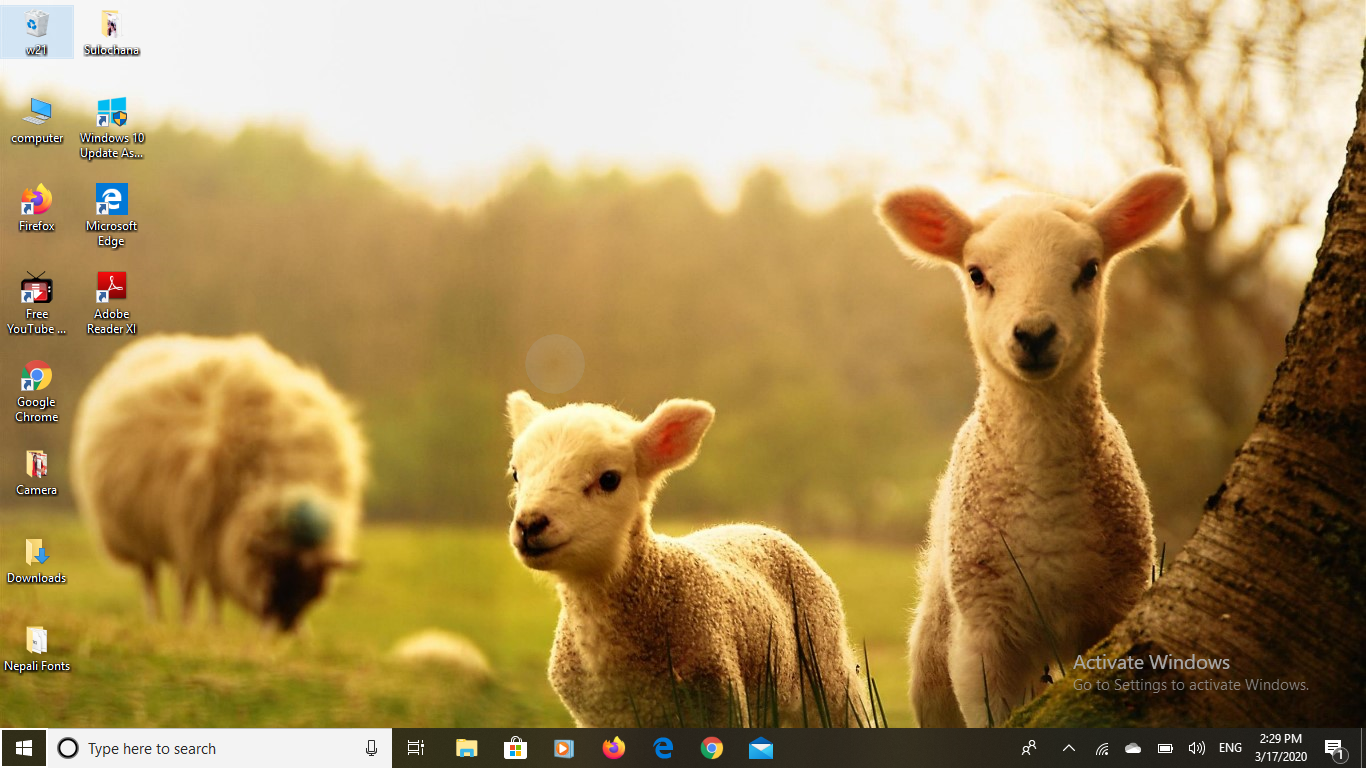 w21
Sulochana
computer
Windows 10
Update As...
Firefox
Microsoft
Edge
Free
YouTube ...
Adobe
Reader XI
Google
Chrome
Camera
Downloads
Nepali Fonts
Activate Windows
Go to Settings to activate Windows.
Type here to search
ENG
2:29 PM
3/17/2020
1